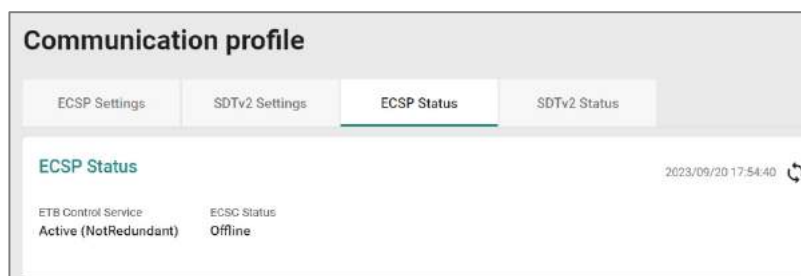 Communication profile
ECSP Settings SDTv2 Settings ECSP Status SDTv2 Status
ECSP Status 2023/09/20 17:54:40
ETB Control Service ECSC Status
Active (NotRedundant) Offline